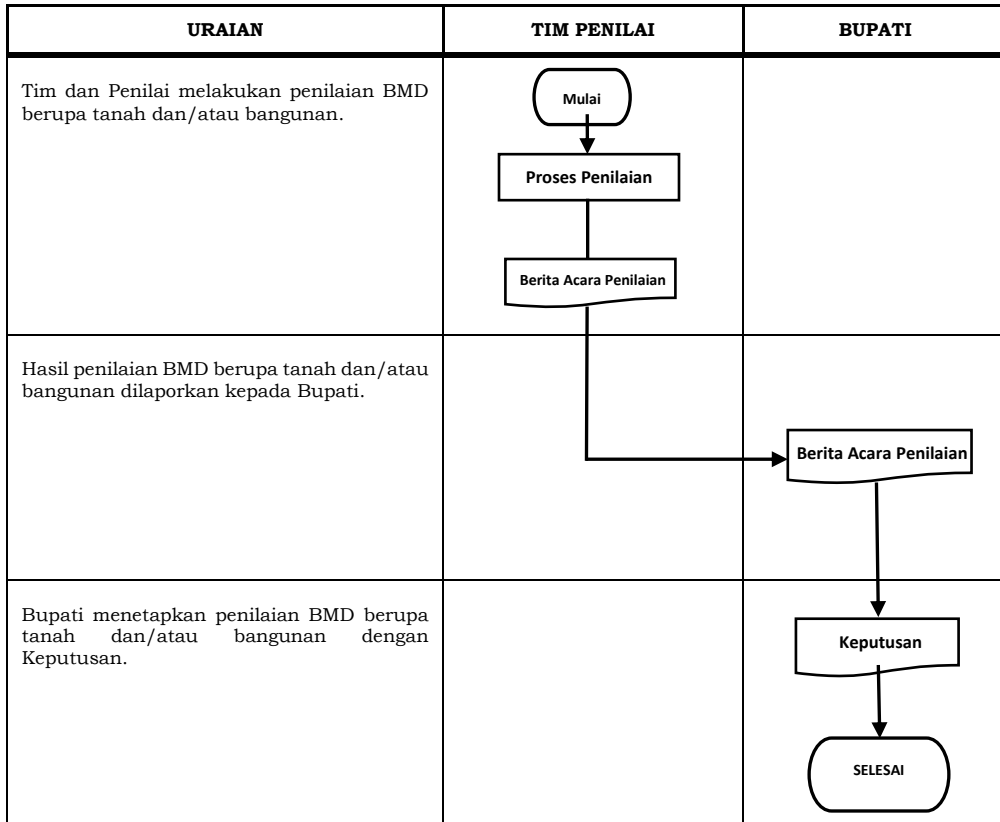 URAIAN
TIM PENILAI
BUPATI
Tim dan Penilai melakukan penilaian BMD
berupa tanah dan/atau bangunan.
Mulai
Proses Penilaian
Berita Acara Penilaian
Hasil penilaian BMD berupa tanah dan/atau
bangunan dilaporkan kepada Bupati.
Berita Acara Penilaian
Bupati menetapkan penilaian BMD berupa
tanah dan/atau bangunan dengan
Keputusan.
Keputusan
SELESAI